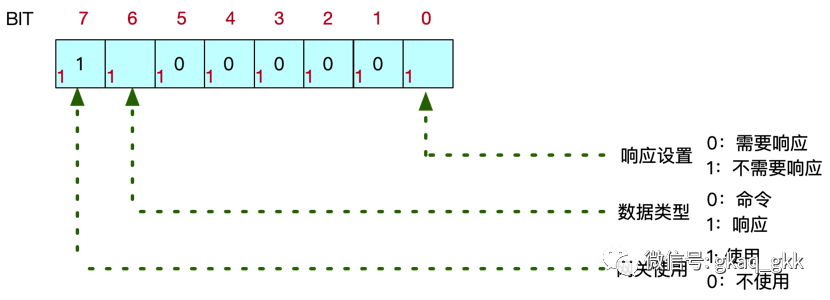 BIT 7 6 5 4 3 2 1 0
1 0 0 0 0 0
1 1 1 1 1 1 1 1
响应设置
0：需要响应
1：不需要响应
数据类型
0：命令
1：响应
关使用
1：使用
0：不使用
微信号: gkaq_gkk